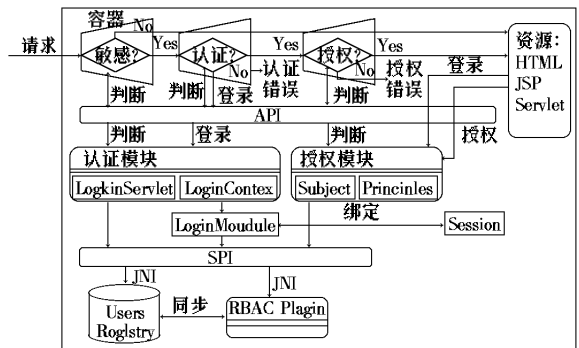 容器
No
请求
敏感?
Yes
认证?
Yes
授权?
Yes
资源:
HTML
JSP
Servlet
No
认证
错误
No
授权
错误
登录
判断
判断
登录
判断
API
授权
判断
登录
判断
认证模块
授权模块
LogkinServlet
LoginContex
Subject
Princinles
绑定
LoginMoudule
Session
SPI
JNI
JNI
Users
Roglstry
同步
RBAC Plagin